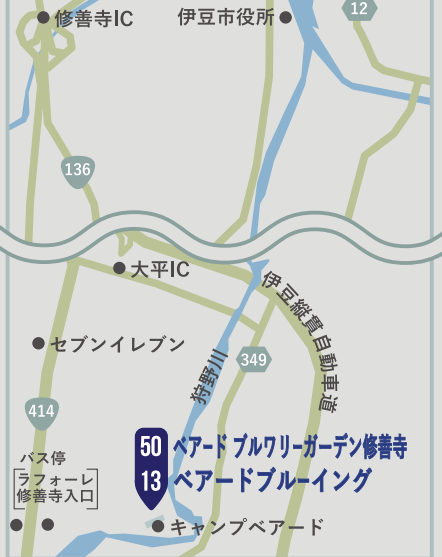 修善寺IC
伊豆市役所
12
136
大平IC
伊豆縦貫自動車道
セブンイレブン
狩野川
349
414
50 ベアード ブルワリーガーデン修善寺
13 ベアードブルーイング
バス停
ラフォーレ
修善寺入口
キャンプベアード